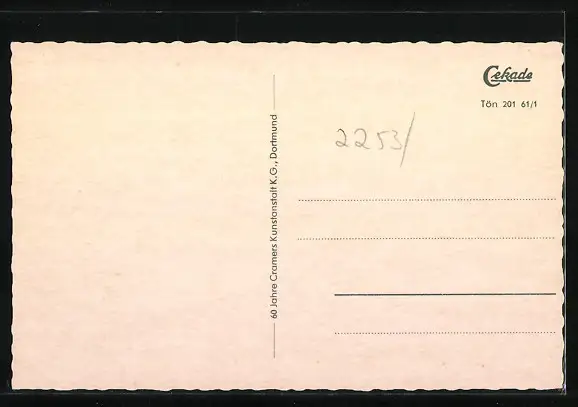 Cekade
Tön 201 61/1
2253/
60 Jahre Cramers Kunstanstalt K.G., Dortmund